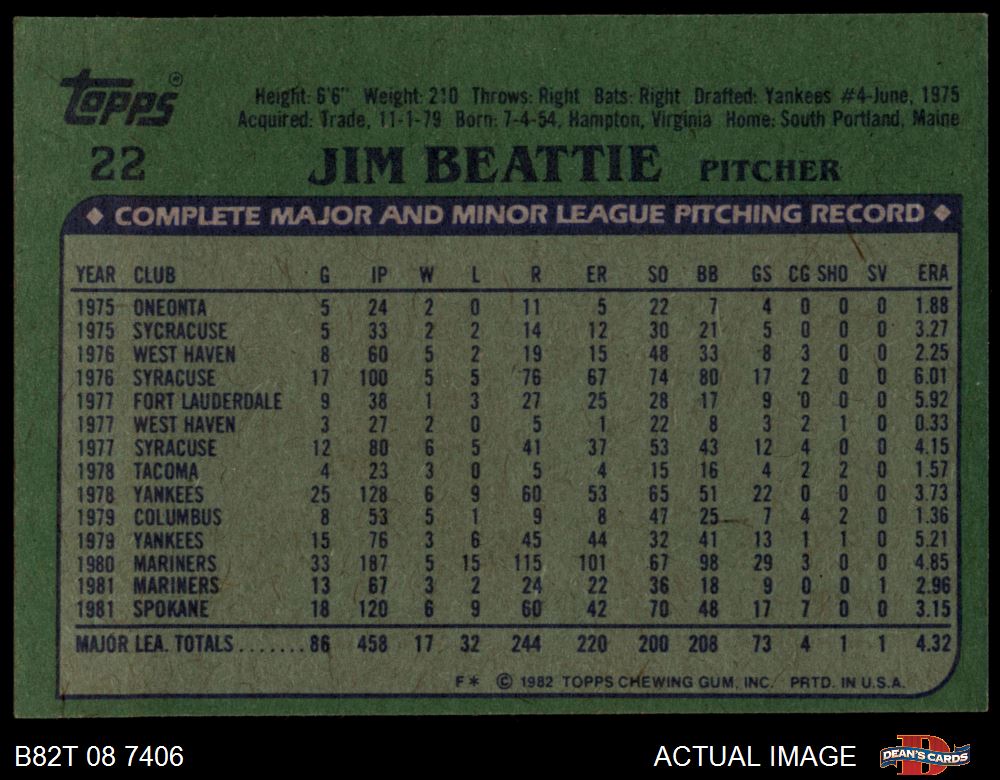 Topps®
Height: 6'6" Weight: 210 Throws: Right Bats: Right Drafted: Yankees #4-June, 1975
Acquired: Trade, 11-1-79 Born: 7-4-54, Hampton, Virginia Home: South Portland, Maine
22 JIM BEATTIE PITCHER
◆ COMPLETE MAJOR AND MINOR LEAGUE PITCHING RECORD ◆
YEAR CLUB G IP W L R ER SO BB GS CG SHO SV ERA
1975 ONEONTA 5 24 2 0 11 5 22 7 4 0 0 0 1.88
1975 SYCRACUSE 5 33 2 2 14 12 30 21 5 0 0 0 3.27
1976 WEST HAVEN 8 60 5 2 19 15 48 33 8 3 0 0 2.25
1976 SYRACUSE 17 100 5 5 76 67 74 80 17 2 0 0 6.01
1977 FORT LAUDERDALE 9 38 1 3 27 25 28 17 9 0 0 0 5.92
1977 WEST HAVEN 3 27 2 0 5 1 22 8 3 2 1 0 0.33
1977 SYRACUSE 12 80 6 5 41 37 53 43 12 4 0 0 4.15
1978 TACOMA 4 23 3 0 5 4 15 16 4 2 2 0 1.57
1978 YANKEES 25 128 6 9 60 53 65 51 22 0 0 0 3.73
1979 COLUMBUS 8 53 5 1 9 8 47 25 7 4 2 0 1.36
1979 YANKEES 15 76 3 6 45 44 32 41 13 1 1 0 5.21
1980 MARINERS 33 187 5 15 115 101 67 98 29 3 0 0 4.85
1981 MARINERS 13 67 3 2 24 22 36 18 9 0 0 1 2.96
1981 SPOKANE 18 120 6 9 60 42 70 48 17 7 0 0 3.15
MAJOR LEA. TOTALS.......86 458 17 32 244 220 200 208 73 4 1 1 4.32
F* © 1982 TOPPS CHEWING GUM, INC. PRTD. IN U.S.A.
B82T 08 7406 ACTUAL IMAGE DEAN'S CARDS